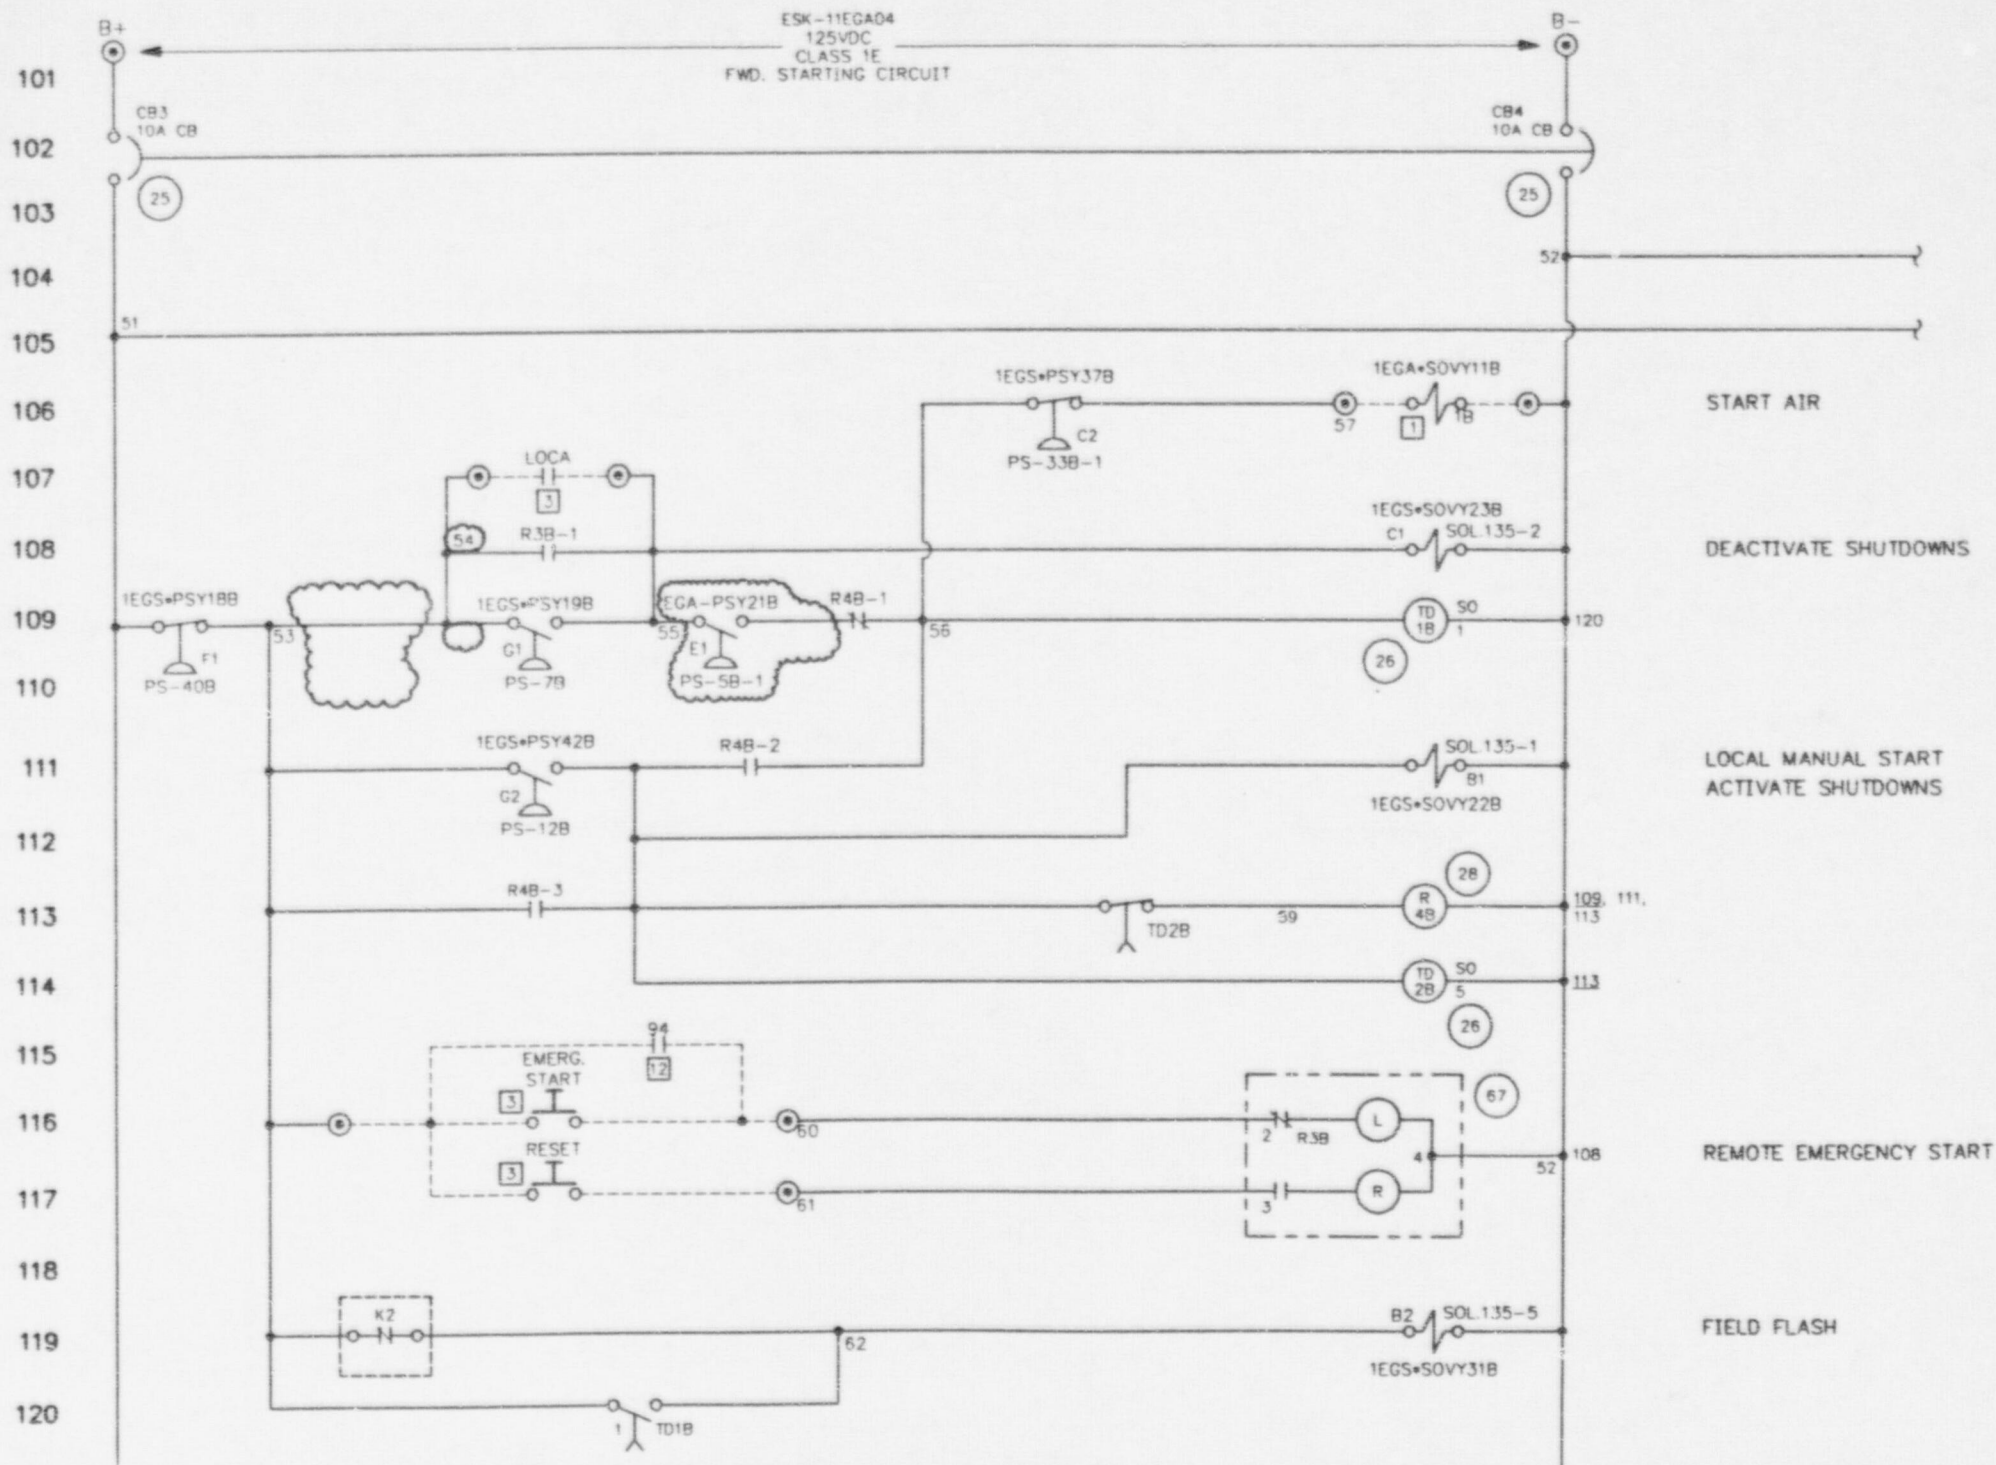 B+
ESK-11EGA04
125VDC
CLASS 1E
FWD. STARTING CIRCUIT
B-
101
CB3
10A CB
CB4
10A CB
102
25
25
103
52
104
51
105
1EGS*PSY37B
1EGA*SOVY11B
106
START AIR
57
1
1B
C2
PS-33B-1
LOCA
107
3
1EGS*SOVY23B
54
R3B-1
C1
SOL.135-2
108
DEACTIVATE SHUTDOWNS
1EGS*PSY18B
1EGS*PSY19B
EGA-PSY21B
R4B-1
TD
1B
SO
1
109
53
55
56
120
F1
G1
E1
26
PS-40B
PS-7B
PS-5B-1
110
1EGS*PSY42B
R4B-2
SOL.135-1
111
LOCAL MANUAL START
ACTIVATE SHUTDOWNS
B1
G2
1EGS*SOVY22B
PS-12B
112
28
R4B-3
R
4B
109, 111,
113
113
59
TD2B
TD
2B
SO
5
113
114
26
94
115
EMERG.
START
12
3
67
116
60
2
R3B
L
RESET
3
4
52
108
REMOTE EMERGENCY START
117
61
3
R
118
K2
B2
SOL.135-5
119
62
FIELD FLASH
1EGS*SOVY31B
120
1
TD1B